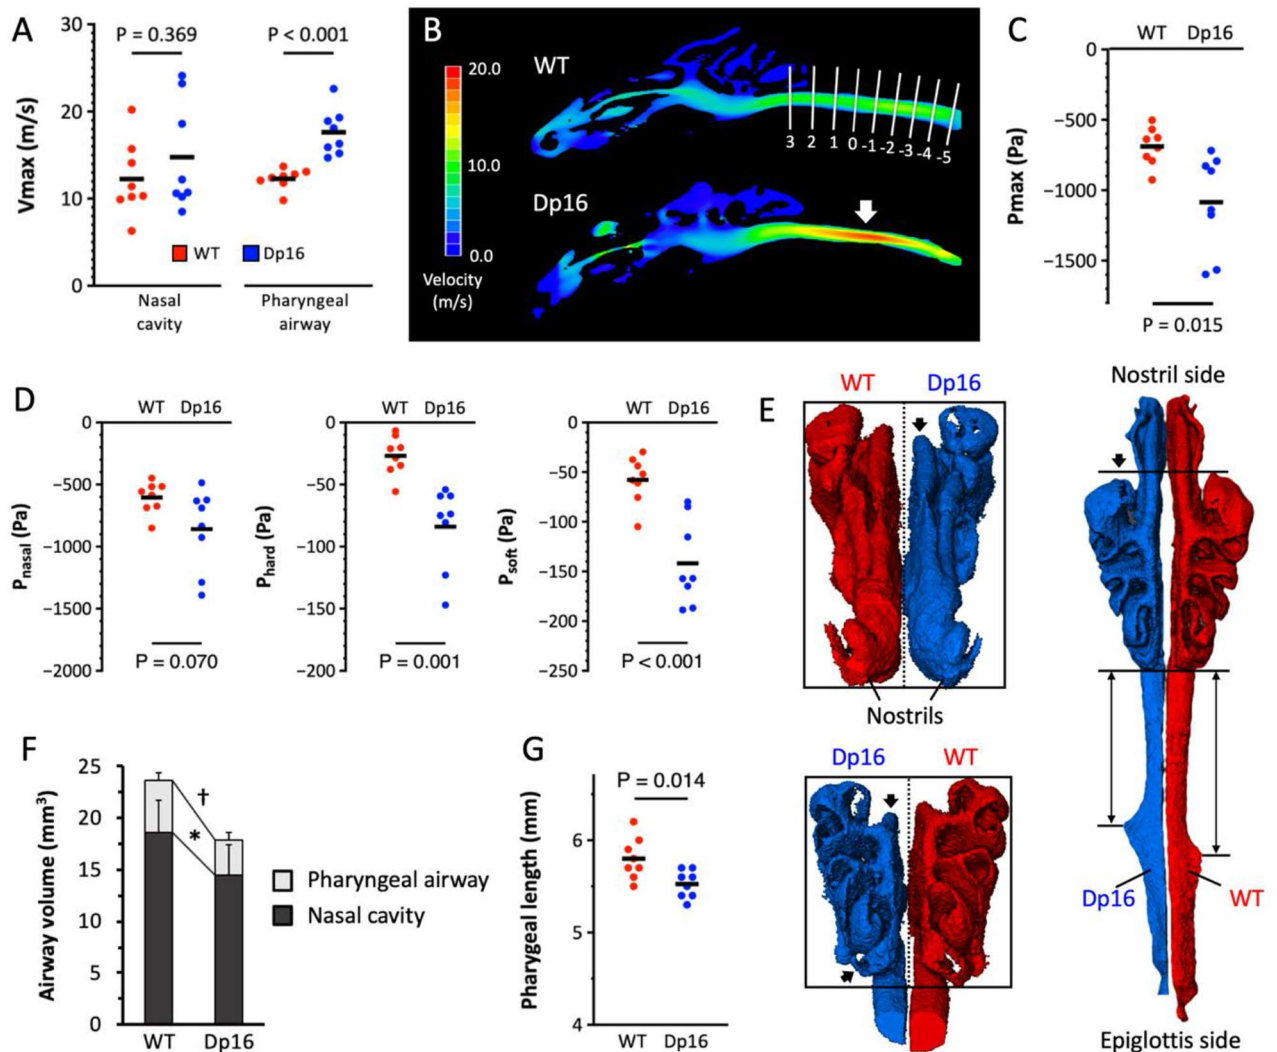 A
30
20
10
0
Vmax (m/s)
P = 0.369
P < 0.001
WT
Dp16
Nasal
cavity
Pharyngeal
airway
B
WT
20.0
10.0
0.0
Velocity
(m/s)
3 2 1 0 -1 -2 -3 -4 -5
Dp16
C
WT Dp16
0
−500
−1000
−1500
Pmax (Pa)
P = 0.015
D
WT Dp16
0
−500
−1000
−1500
−2000
Pnasal (Pa)
P = 0.070
WT Dp16
0
−50
−100
−150
−200
Phard (Pa)
P = 0.001
WT Dp16
0
−50
−100
−150
−200
−250
Psoft (Pa)
P < 0.001
E
WT Dp16
Nostrils
Dp16 WT
Nostril side
Dp16
WT
Epiglottis side
F
25
20
15
10
5
0
Airway volume (mm³)
†
*
Pharyngeal airway
Nasal cavity
WT Dp16
G
P = 0.014
6
5
4
Pharygeal length (mm)
WT Dp16